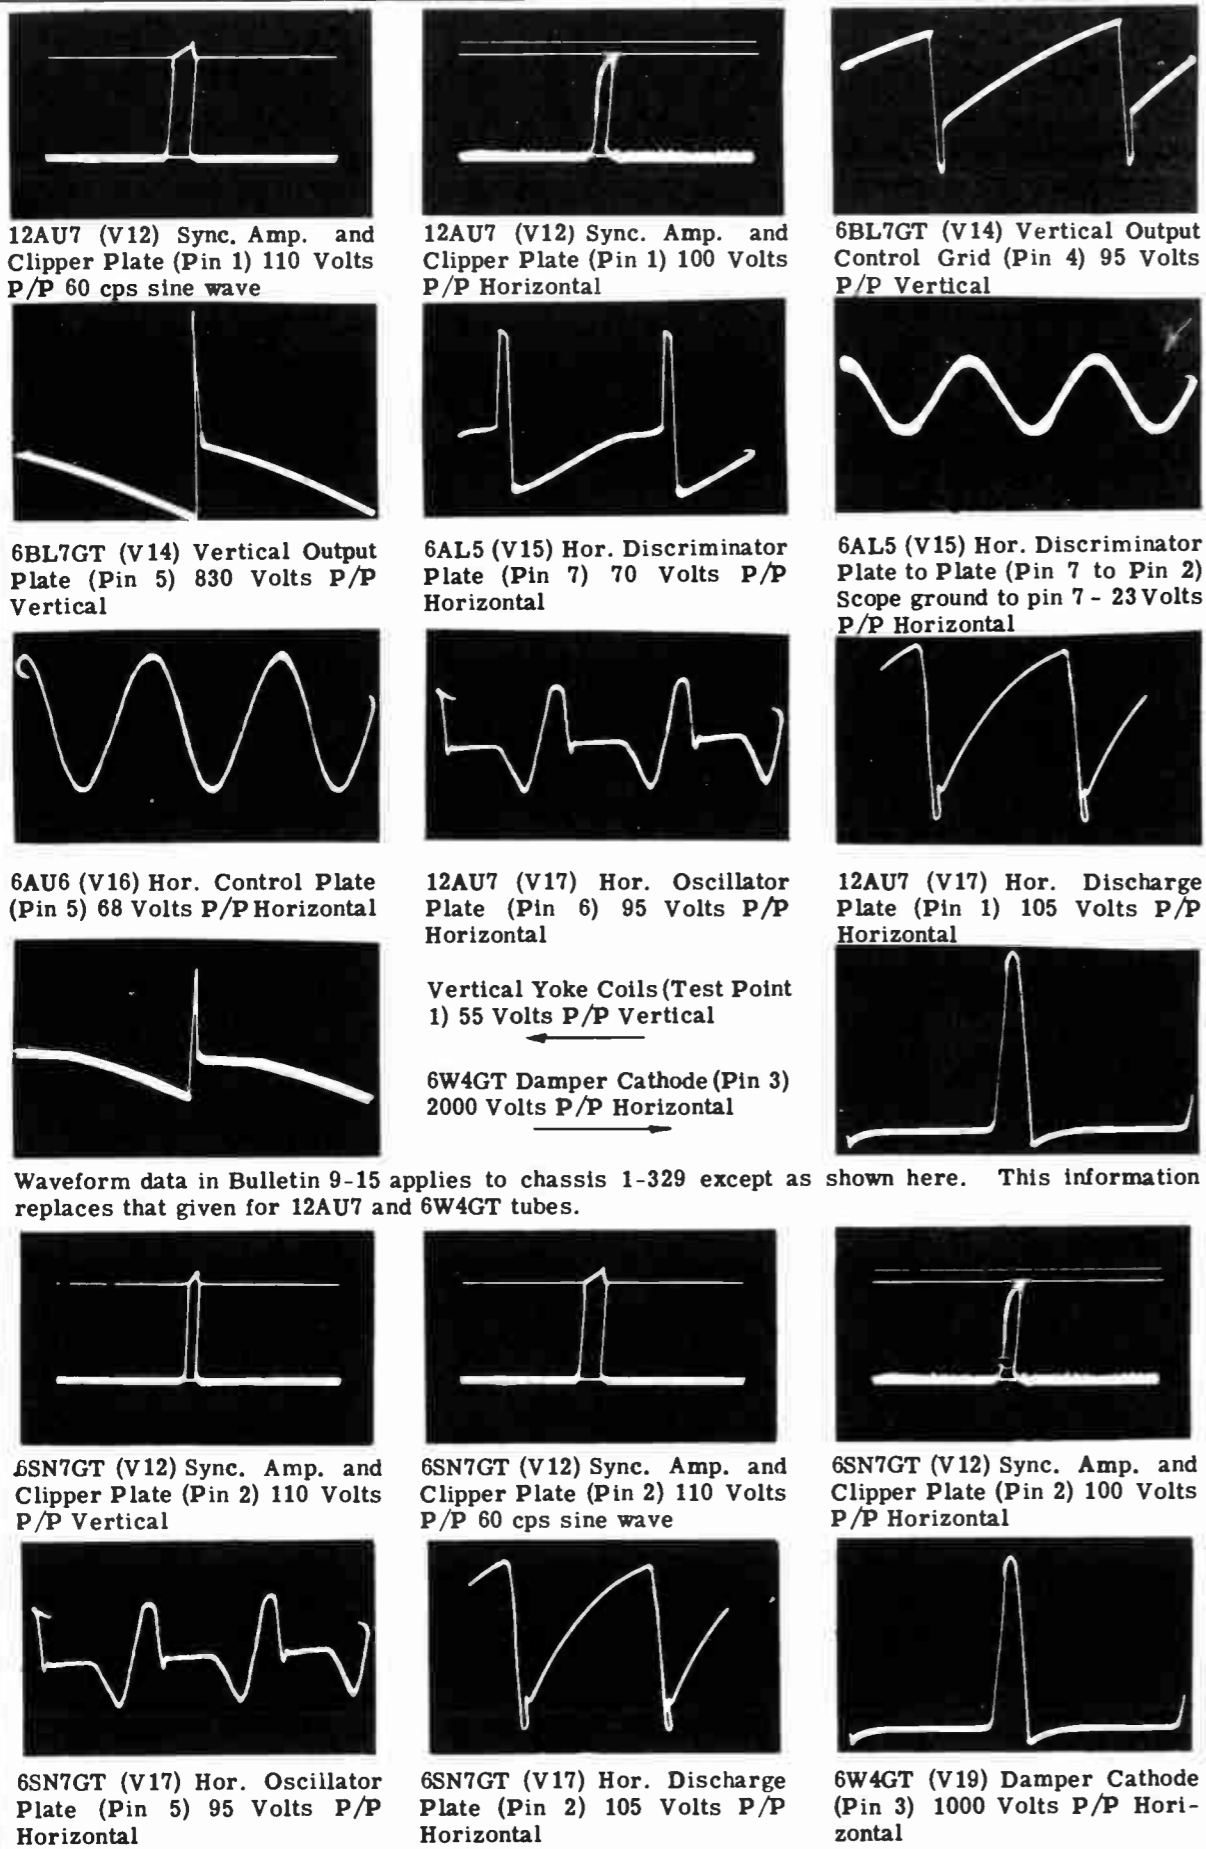 12AU7 (V12) Sync. Amp. and
Clipper Plate (Pin 1) 110 Volts
P/P 60 cps sine wave
12AU7 (V12) Sync. Amp. and
Clipper Plate (Pin 1) 100 Volts
P/P Horizontal
6BL7GT (V14) Vertical Output
Control Grid (Pin 4) 95 Volts
P/P Vertical
6BL7GT (V14) Vertical Output
Plate (Pin 5) 830 Volts P/P
Vertical
6AL5 (V15) Hor. Discriminator
Plate (Pin 7) 70 Volts P/P
Horizontal
6AL5 (V15) Hor. Discriminator
Plate to Plate (Pin 7 to Pin 2)
Scope ground to pin 7 - 23 Volts
P/P Horizontal
6AU6 (V16) Hor. Control Plate
(Pin 5) 68 Volts P/P Horizontal
12AU7 (V17) Hor. Oscillator
Plate (Pin 6) 95 Volts P/P
Horizontal
12AU7 (V17) Hor. Discharge
Plate (Pin 1) 105 Volts P/P
Horizontal
Vertical Yoke Coils (Test Point
1) 55 Volts P/P Vertical
6W4GT Damper Cathode (Pin 3)
2000 Volts P/P Horizontal
Waveform data in Bulletin 9-15 applies to chassis 1-329 except as shown here. This information
replaces that given for 12AU7 and 6W4GT tubes.
6SN7GT (V12) Sync. Amp. and
Clipper Plate (Pin 2) 110 Volts
P/P Vertical
6SN7GT (V12) Sync. Amp. and
Clipper Plate (Pin 2) 110 Volts
P/P 60 cps sine wave
6SN7GT (V12) Sync. Amp. and
Clipper Plate (Pin 2) 100 Volts
P/P Horizontal
6SN7GT (V17) Hor. Oscillator
Plate (Pin 5) 95 Volts P/P
Horizontal
6SN7GT (V17) Hor. Discharge
Plate (Pin 2) 105 Volts P/P
Horizontal
6W4GT (V19) Damper Cathode
(Pin 3) 1000 Volts P/P Hori-
zontal